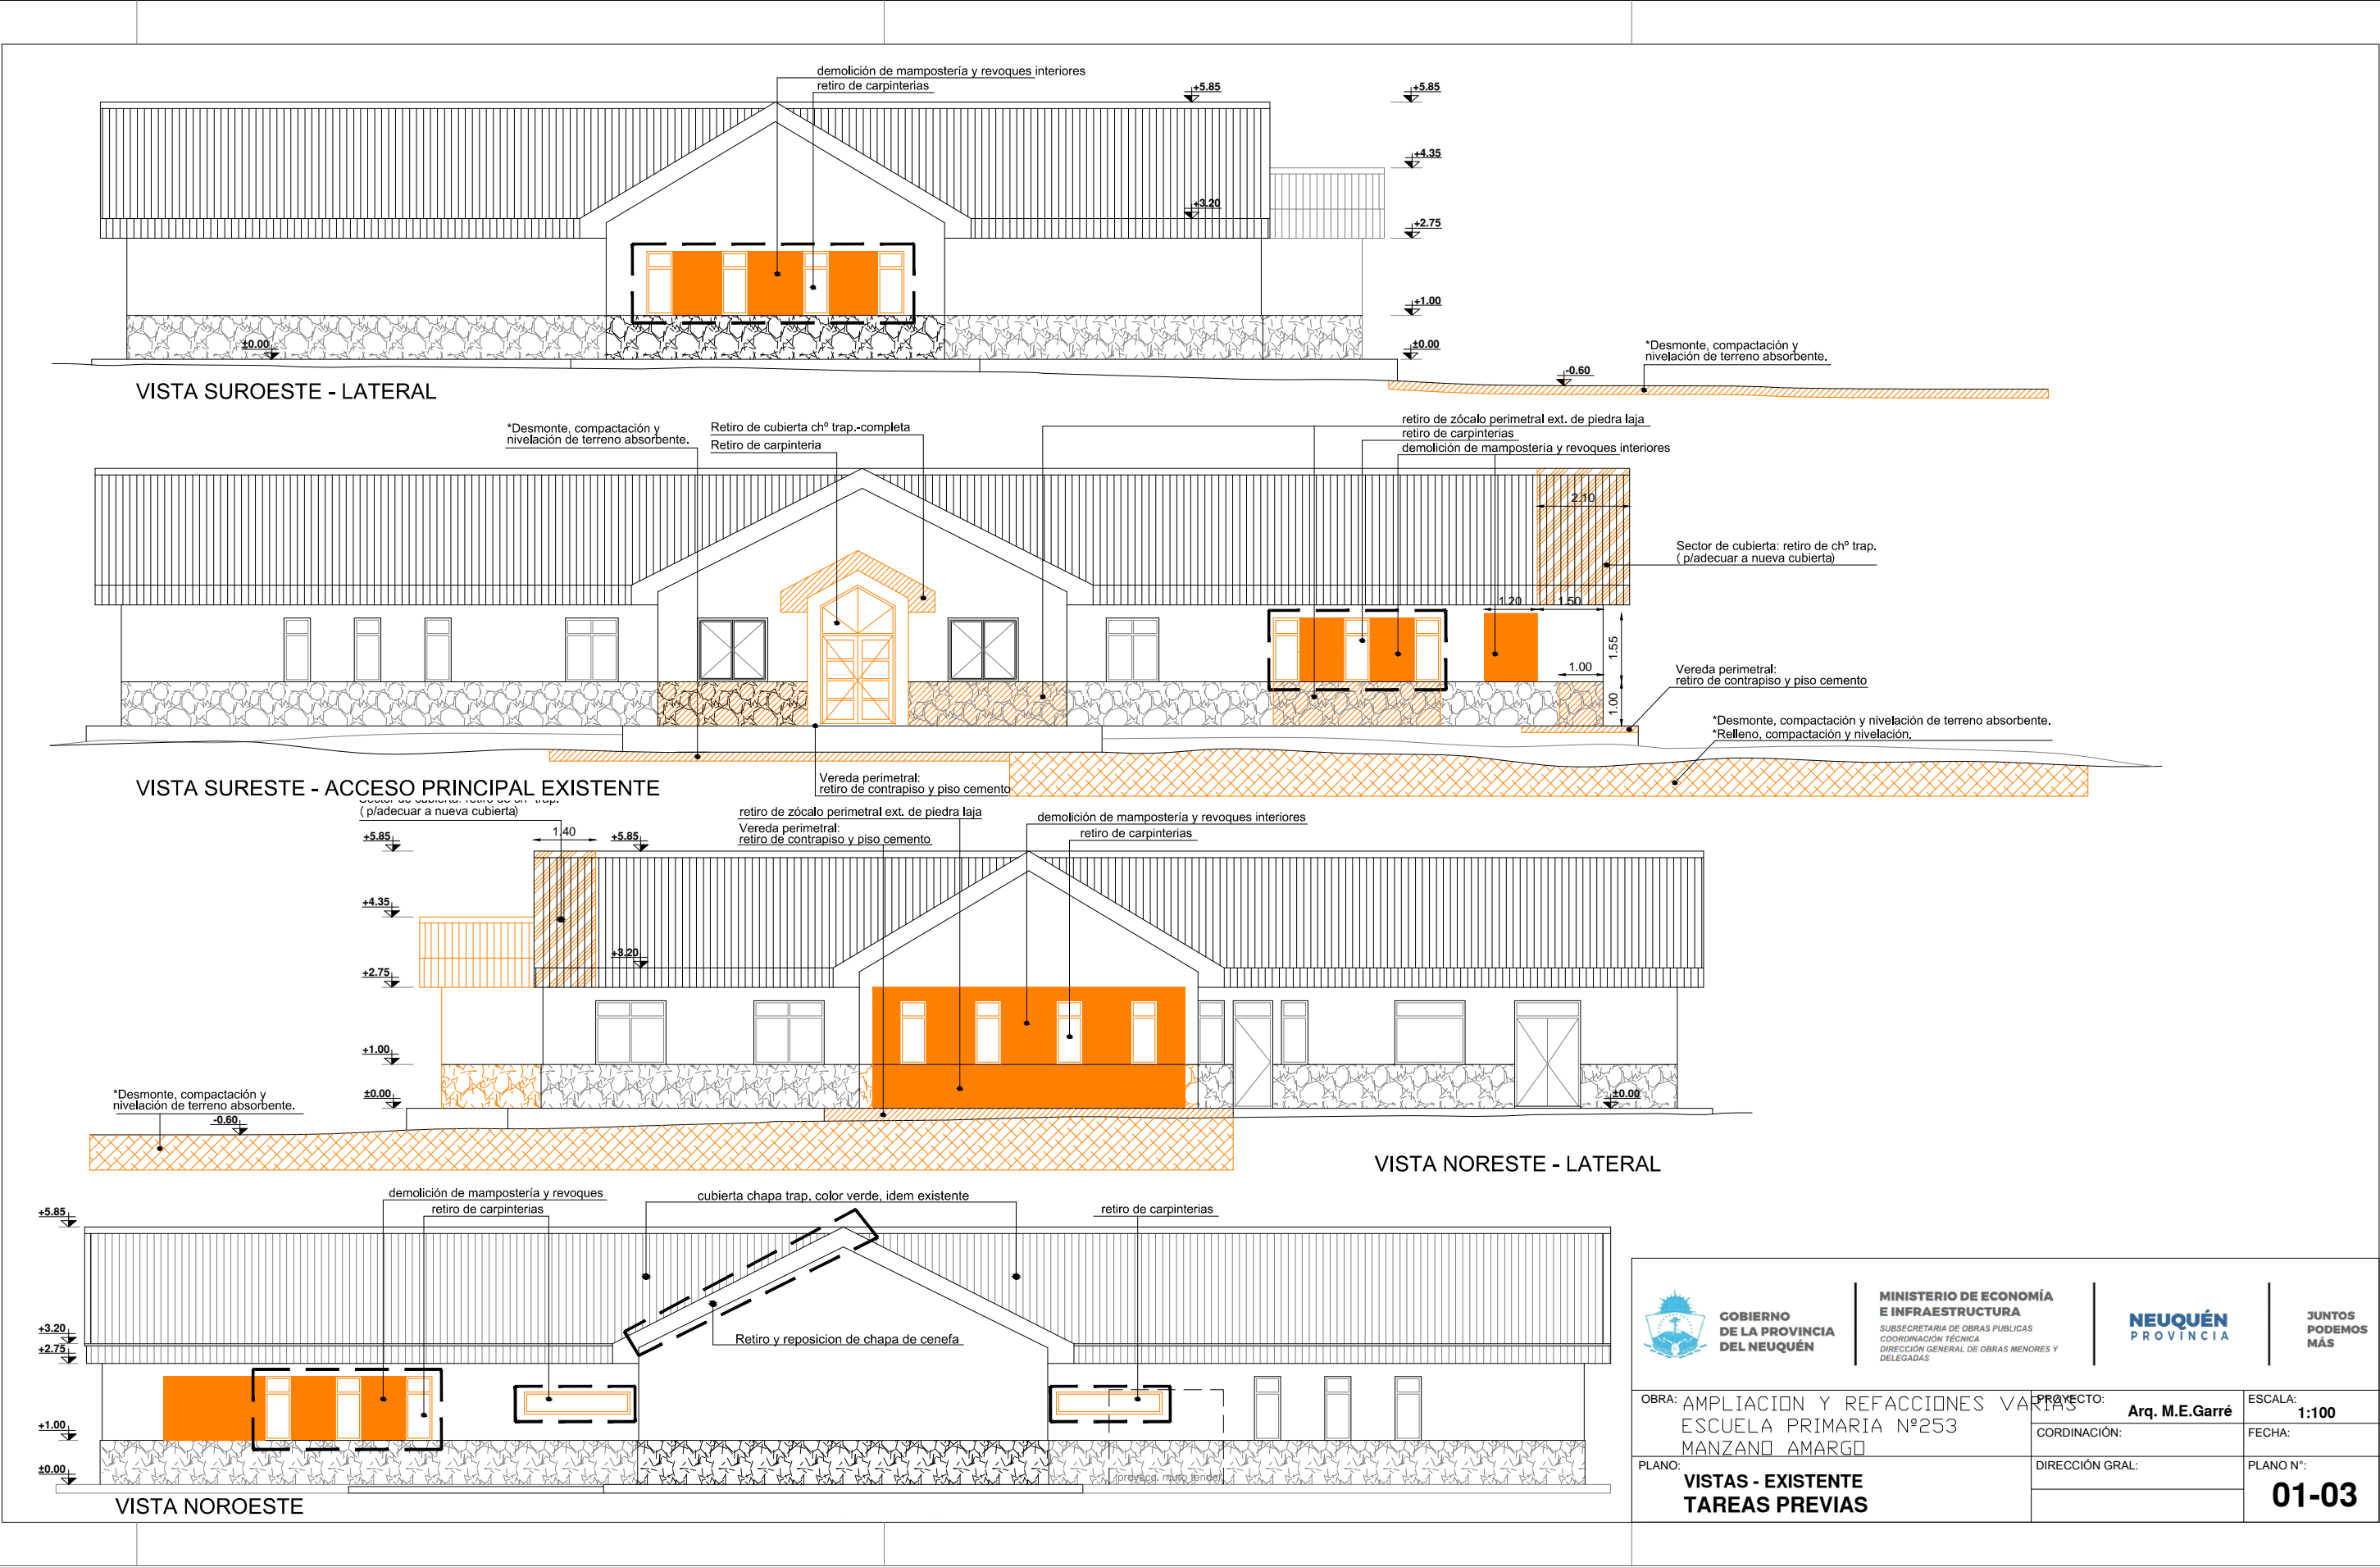 demolición de mampostería y revoques interiores
retiro de carpinterias
+5.85
+5.85
+4.35
+3.20
+2.75
+1.00
±0.00
±0.00
-0.60
*Desmonte, compactación y
nivelación de terreno absorbente.
VISTA SUROESTE - LATERAL
*Desmonte, compactación y
nivelación de terreno absorbente.
Retiro de cubierta chº trap.-completa
Retiro de carpinteria
retiro de zócalo perimetral ext. de piedra laja
retiro de carpinterias
demolición de mampostería y revoques interiores
2.10
Sector de cubierta: retiro de chº trap.
( p/adecuar a nueva cubierta)
1.20
1.50
1.55
1.00
1.00
Vereda perimetral:
retiro de contrapiso y piso cemento
*Desmonte, compactación y nivelación de terreno absorbente.
*Relleno, compactación y nivelación.
Vereda perimetral:
retiro de contrapiso y piso cemento
VISTA SURESTE - ACCESO PRINCIPAL EXISTENTE
Sector de cubierta: retiro de chº trap.
( p/adecuar a nueva cubierta)
retiro de zócalo perimetral ext. de piedra laja
Vereda perimetral:
retiro de contrapiso y piso cemento
demolición de mampostería y revoques interiores
retiro de carpinterias
1.40
+5.85
+5.85
+4.35
+3.20
+2.75
+1.00
±0.00
±0.00
*Desmonte, compactación y
nivelación de terreno absorbente.
-0.60
VISTA NORESTE - LATERAL
demolición de mampostería y revoques
retiro de carpinterias
cubierta chapa trap. color verde, idem existente
retiro de carpinterias
+5.85
Retiro y reposicion de chapa de cenefa
+3.20
+2.75
+1.00
±0.00
VISTA NOROESTE
GOBIERNO
DE LA PROVINCIA
DEL NEUQUÉN
MINISTERIO DE ECONOMÍA
E INFRAESTRUCTURA
SUBSECRETARIA DE OBRAS PUBLICAS
COORDINACIÓN TÉCNICA
DIRECCIÓN GENERAL DE OBRAS MENORES Y
DELEGADAS
NEUQUÉN
PROVINCIA
JUNTOS
PODEMOS
MÁS
OBRA: AMPLIACION Y REFACCIONES VARIAS
ESCUELA PRIMARIA Nº253
MANZANO AMARGO
PROYECTO:
Arq. M.E.Garré
ESCALA:
1:100
CORDINACIÓN:
FECHA:
PLANO:
VISTAS - EXISTENTE
TAREAS PREVIAS
DIRECCIÓN GRAL:
PLANO N°:
01-03